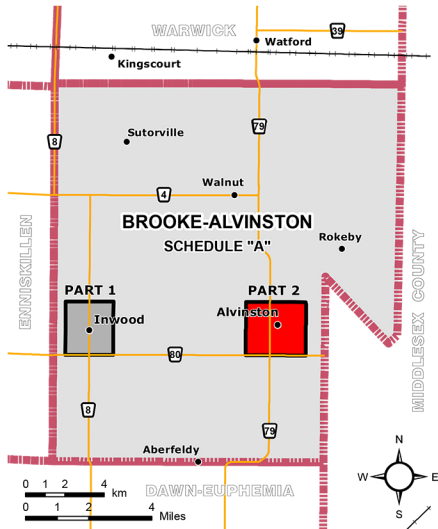 WARWICK
39
Watford
Kingscourt
79
8
Sutorville
Walnut
4
BROOKE-ALVINSTON
SCHEDULE "A"
Rokeby
ENNISKILLEN
MIDDLESEX COUNTY
PART 1
PART 2
Inwood
Alvinston
80
8
79
Aberfeldy
DAWN-EUPHEMIA
0 1 2 4
km
0 1 2 4
Miles
N
W E
S